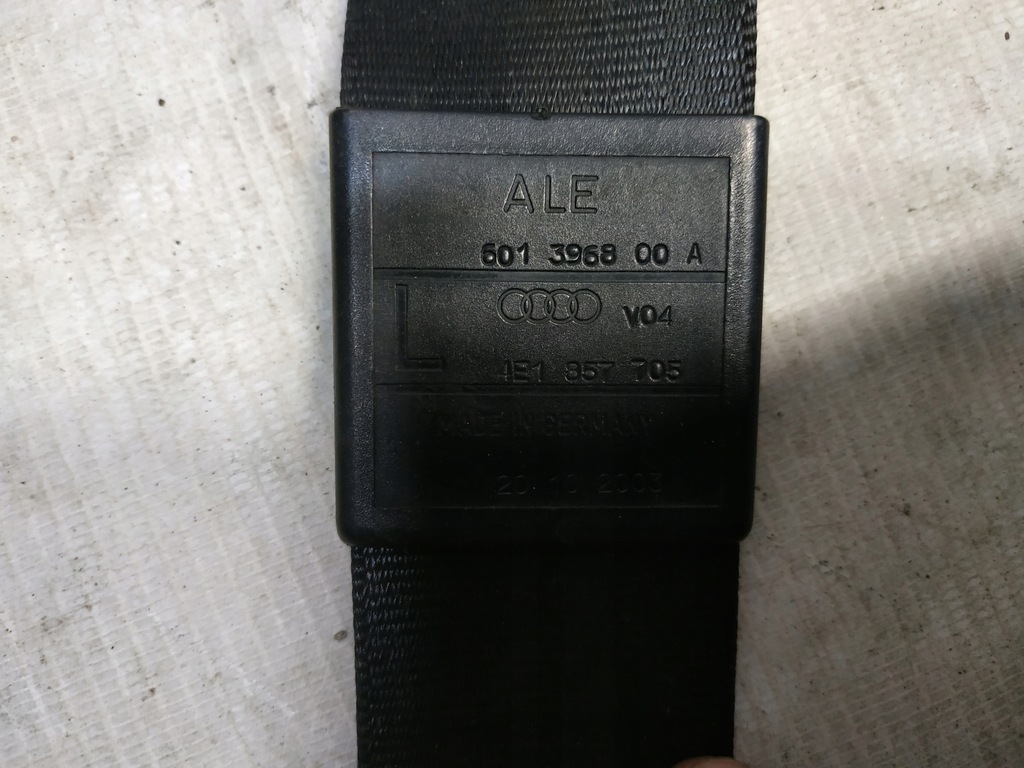 ALE
601 3968 00 A
L
V04
4E1 857 705
MADE IN GERMANY
20 10 2003